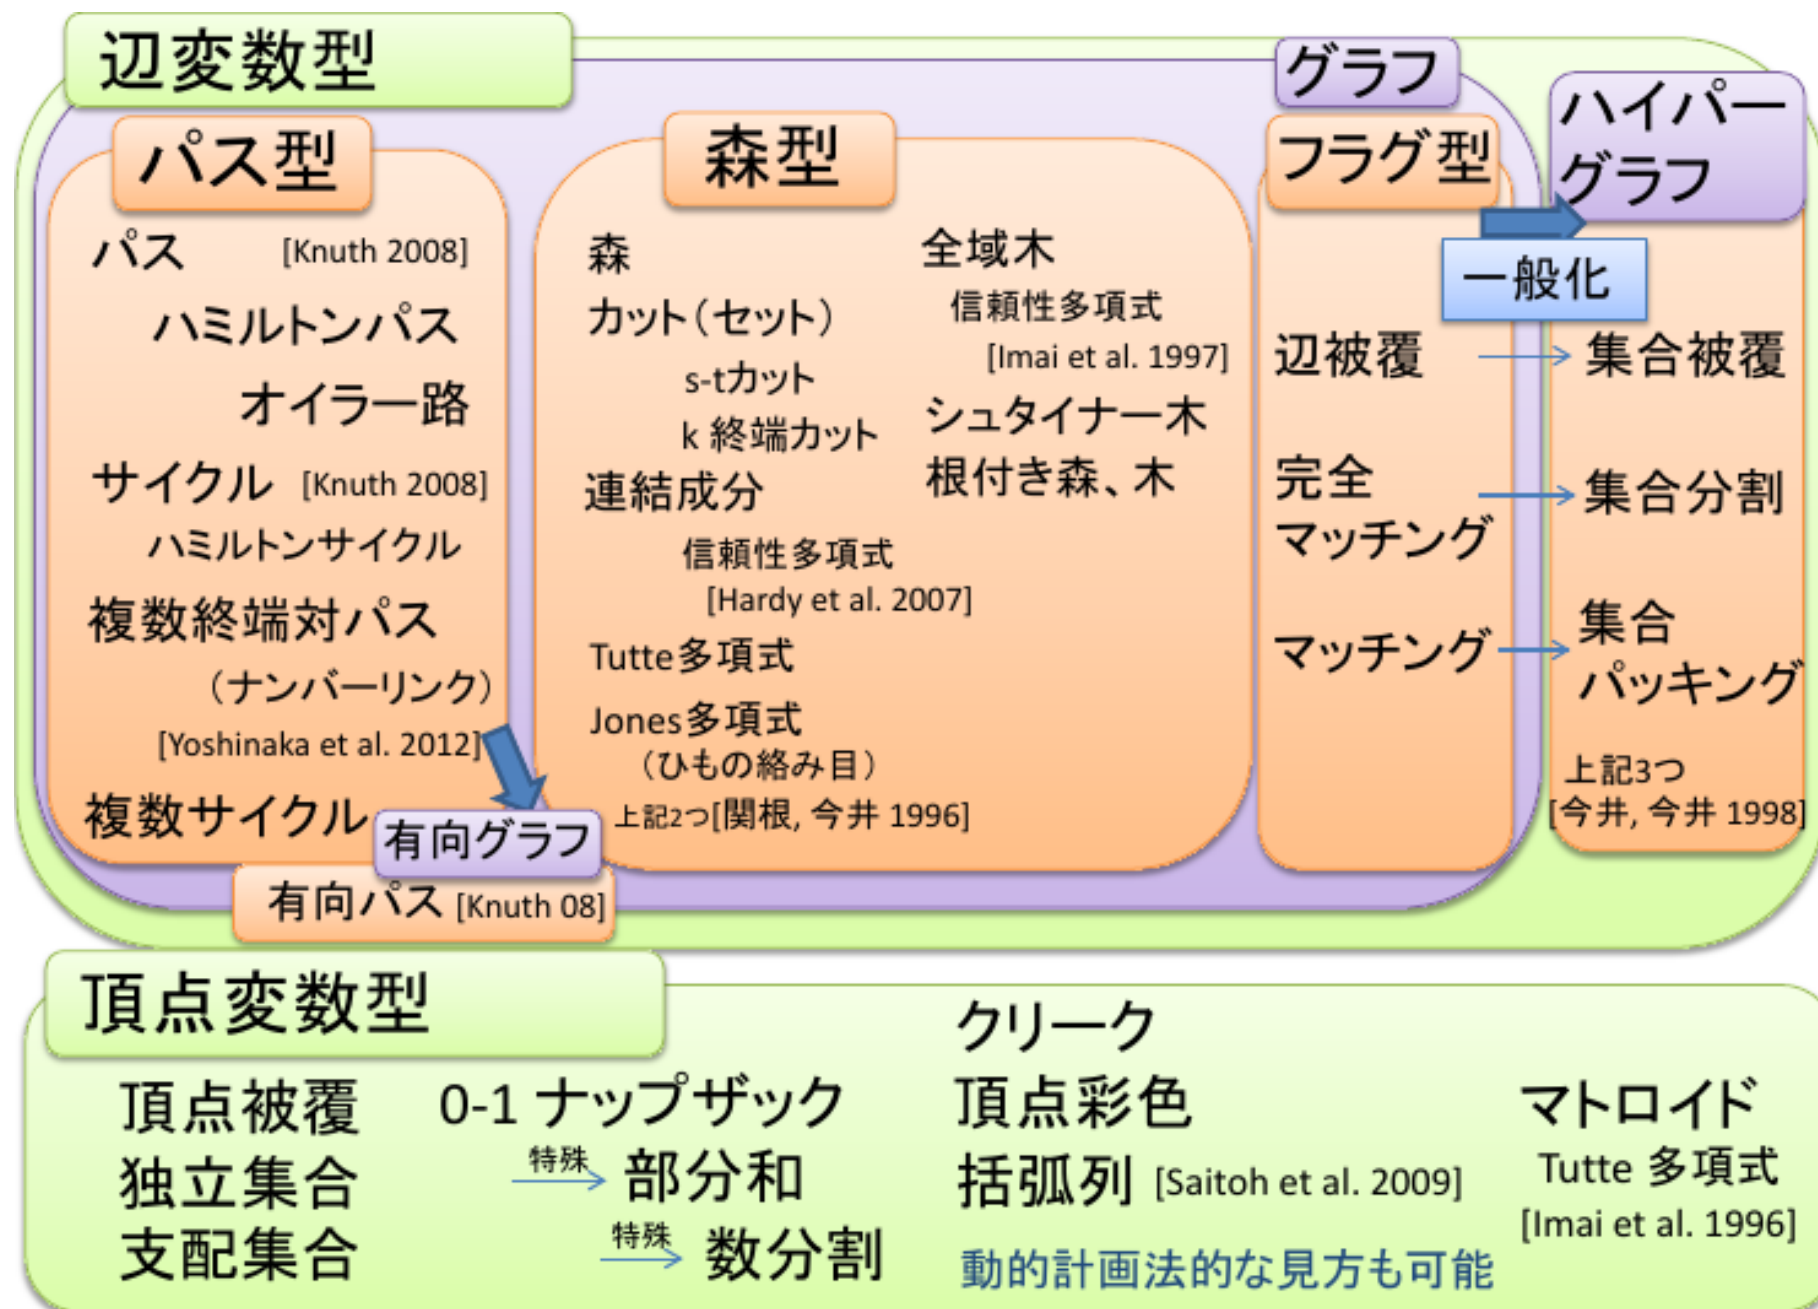 辺変数型
グラフ
ハイパー
グラフ
パス型
パス [Knuth 2008]
ハミルトンパス
オイラー路
サイクル [Knuth 2008]
ハミルトンサイクル
複数終端対パス
(ナンバーリンク)
[Yoshinaka et al. 2012]
複数サイクル
有向グラフ
有向パス [Knuth 08]
森型
森
カット(セット)
s-tカット
k 終端カット
連結成分
信頼性多項式
[Hardy et al. 2007]
Tutte多項式
Jones多項式
(ひもの絡み目)
上記2つ[関根, 今井 1996]
全域木
信頼性多項式
[Imai et al. 1997]
シュタイナー木
根付き森、木
フラグ型
一般化
辺被覆
完全
マッチング
マッチング
集合被覆
集合分割
集合
パッキング
上記3つ
[今井, 今井 1998]
頂点変数型
頂点被覆
独立集合
支配集合
0-1 ナップザック
特殊 部分和
特殊 数分割
クリーク
頂点彩色
括弧列 [Saitoh et al. 2009]
動的計画法的な見方も可能
マトロイド
Tutte 多項式
[Imai et al. 1996]